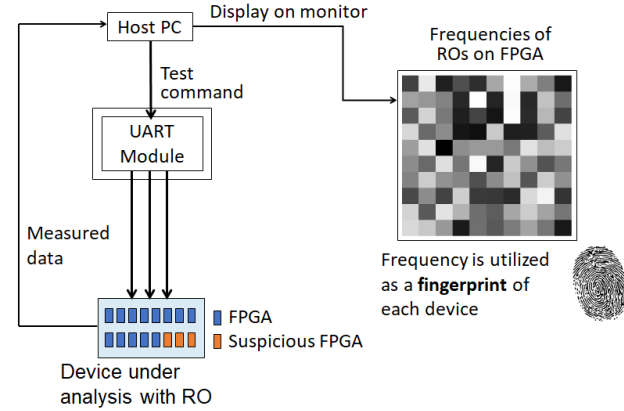 Display on monitor
Host PC
Frequencies of
ROs on FPGA
Test
command
UART
Module
Measured
data
Frequency is utilized
as a fingerprint of
each device
FPGA
Suspicious FPGA
Device under
analysis with RO